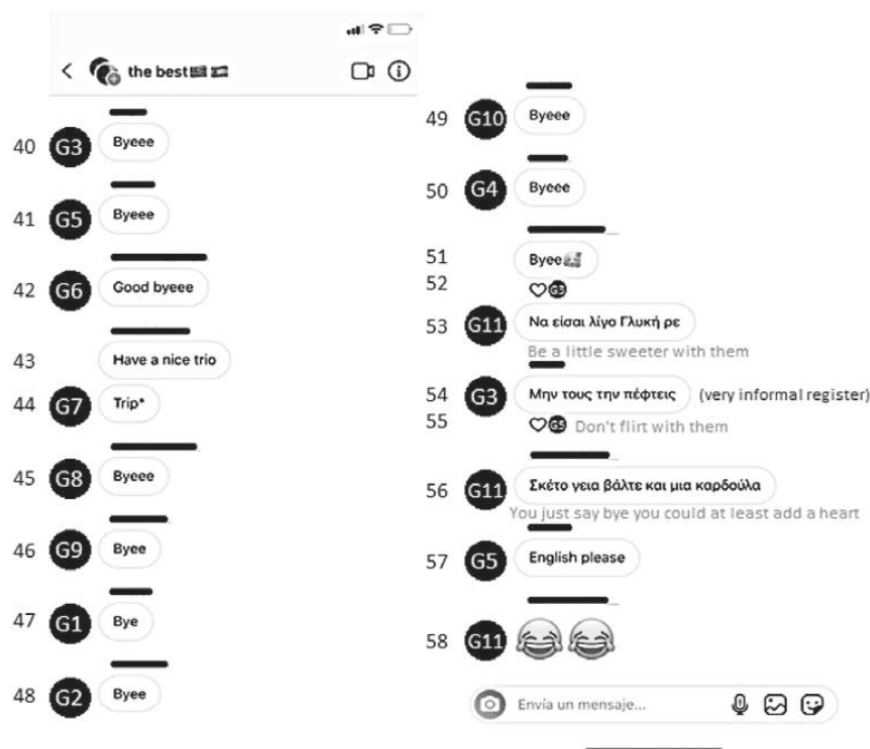 the best
40 G3 Byeee
41 G5 Byeee
42 G6 Good byeee
43 Have a nice trio
44 G7 Trip*
45 G8 Byeee
46 G9 Byee
47 G1 Bye
48 G2 Byee
49 G10 Byeee
50 G4 Byeee
51 Byee
52 G3
53 G11 Να είσαι λίγο Γλυκή ρε
Be a little sweeter with them
54 G3 Μην τους την πέφτεις (very informal register)
55 G5 Don't flirt with them
56 G11 Σκέτο γεια βάλτε και μια καρδούλα
You just say bye you could at least add a heart
57 G5 English please
58 G11
Envía un mensaje...